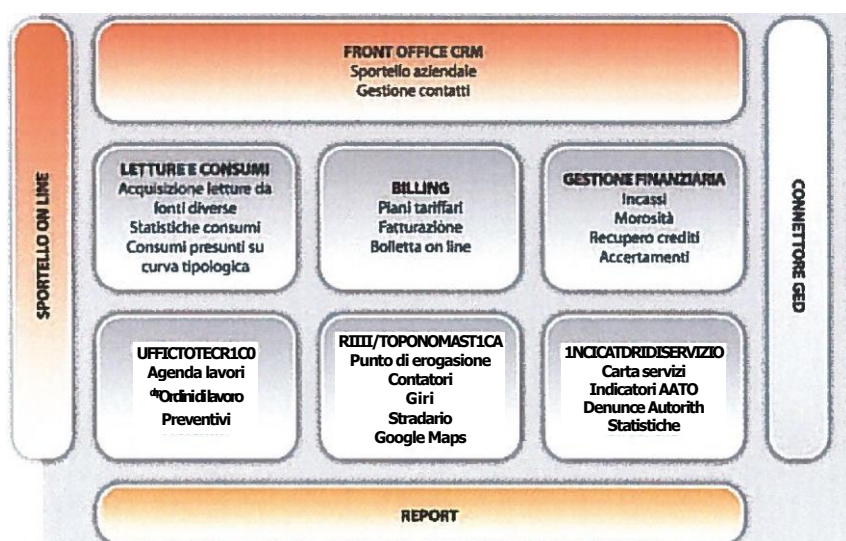 FRONT OFFICE CRM
Sportello aziendale
Gestione contatti
SPORTELLO ON LINE
LETTURE E CONSUMI
Acquisizione letture da
fonti diverse
Statistiche consumi
Consumi presunti su
curva tipologica
BILLING
Piani tariffari
Fatturazione
Bolletta on line
GESTIONE FINANZIARIA
Incassi
Morosità
Recupero crediti
Accertamenti
CONNETTORE GED
UFFICTOTECR1C0
Agenda lavori
Ordinidilavoro
Preventivi
RIIII/TOPONOMAST1CA
Punto di erogasione
Contatori
Giri
Stradario
Google Maps
1NCICATDRIDISERVIZIO
Carta servizi
Indicatori AATO
Denunce Autorith
Statistiche
REPORT